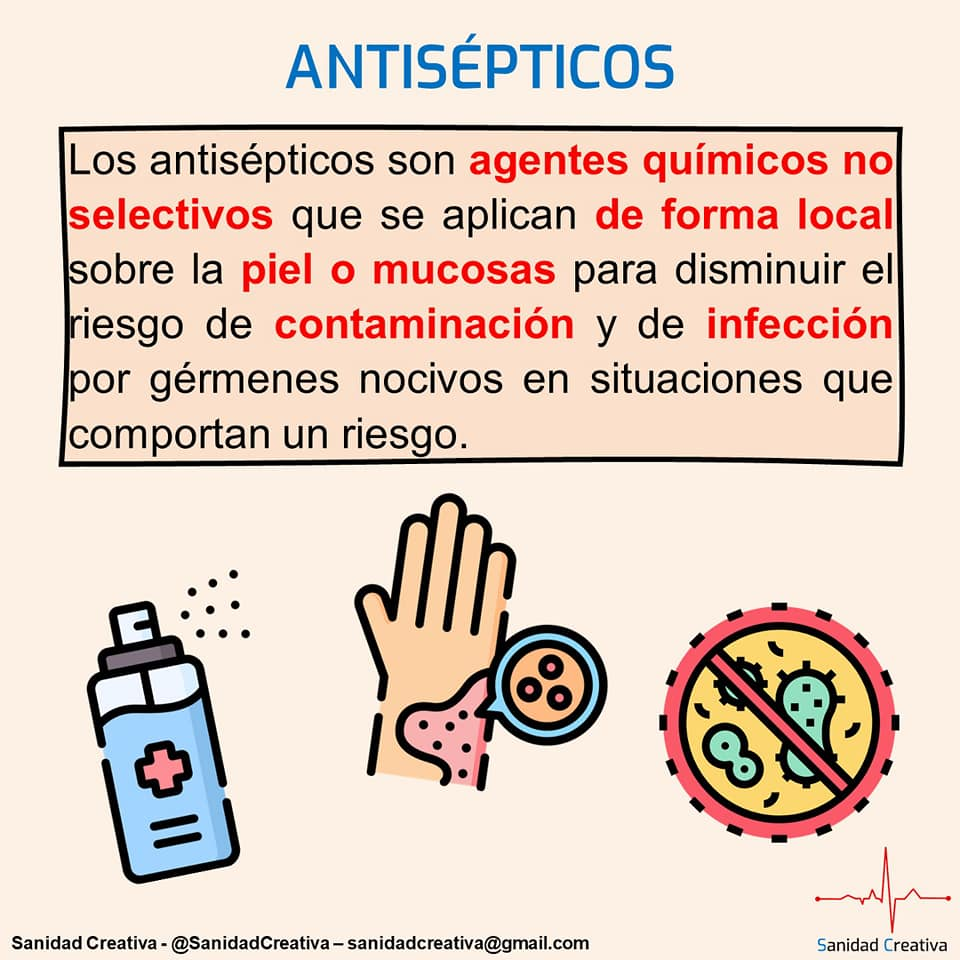 ANTISÉPTICOS
Los antisépticos son agentes químicos no
selectivos que se aplican de forma local
sobre la piel o mucosas para disminuir el
riesgo de contaminación y de infección
por gérmenes nocivos en situaciones que
comportan un riesgo.
Sanidad Creativa - @SanidadCreativa – sanidadcreativa@gmail.com
Sanidad Creativa